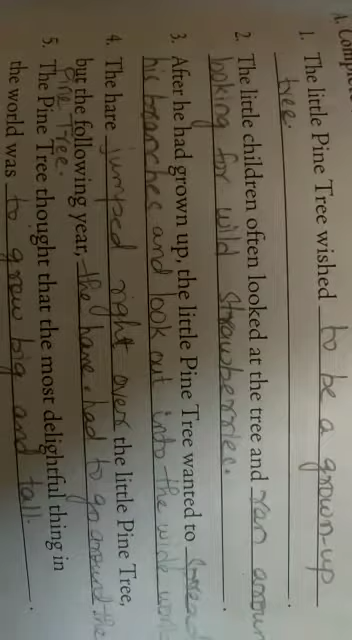 A. Complete
1. The little Pine Tree wished to be a grown-up
tree.
2. The little children often looked at the tree and ran aroun
looking for wild strawberries.
3. After he had grown up, the little Pine Tree wanted to spread
his branches and look out into the wide worl
4. The hare jumped right over the little Pine Tree,
but the following year, the hare had to go around the
Pine Tree.
5. The Pine Tree thought that the most delightful thing in
the world was to grow big and tall.